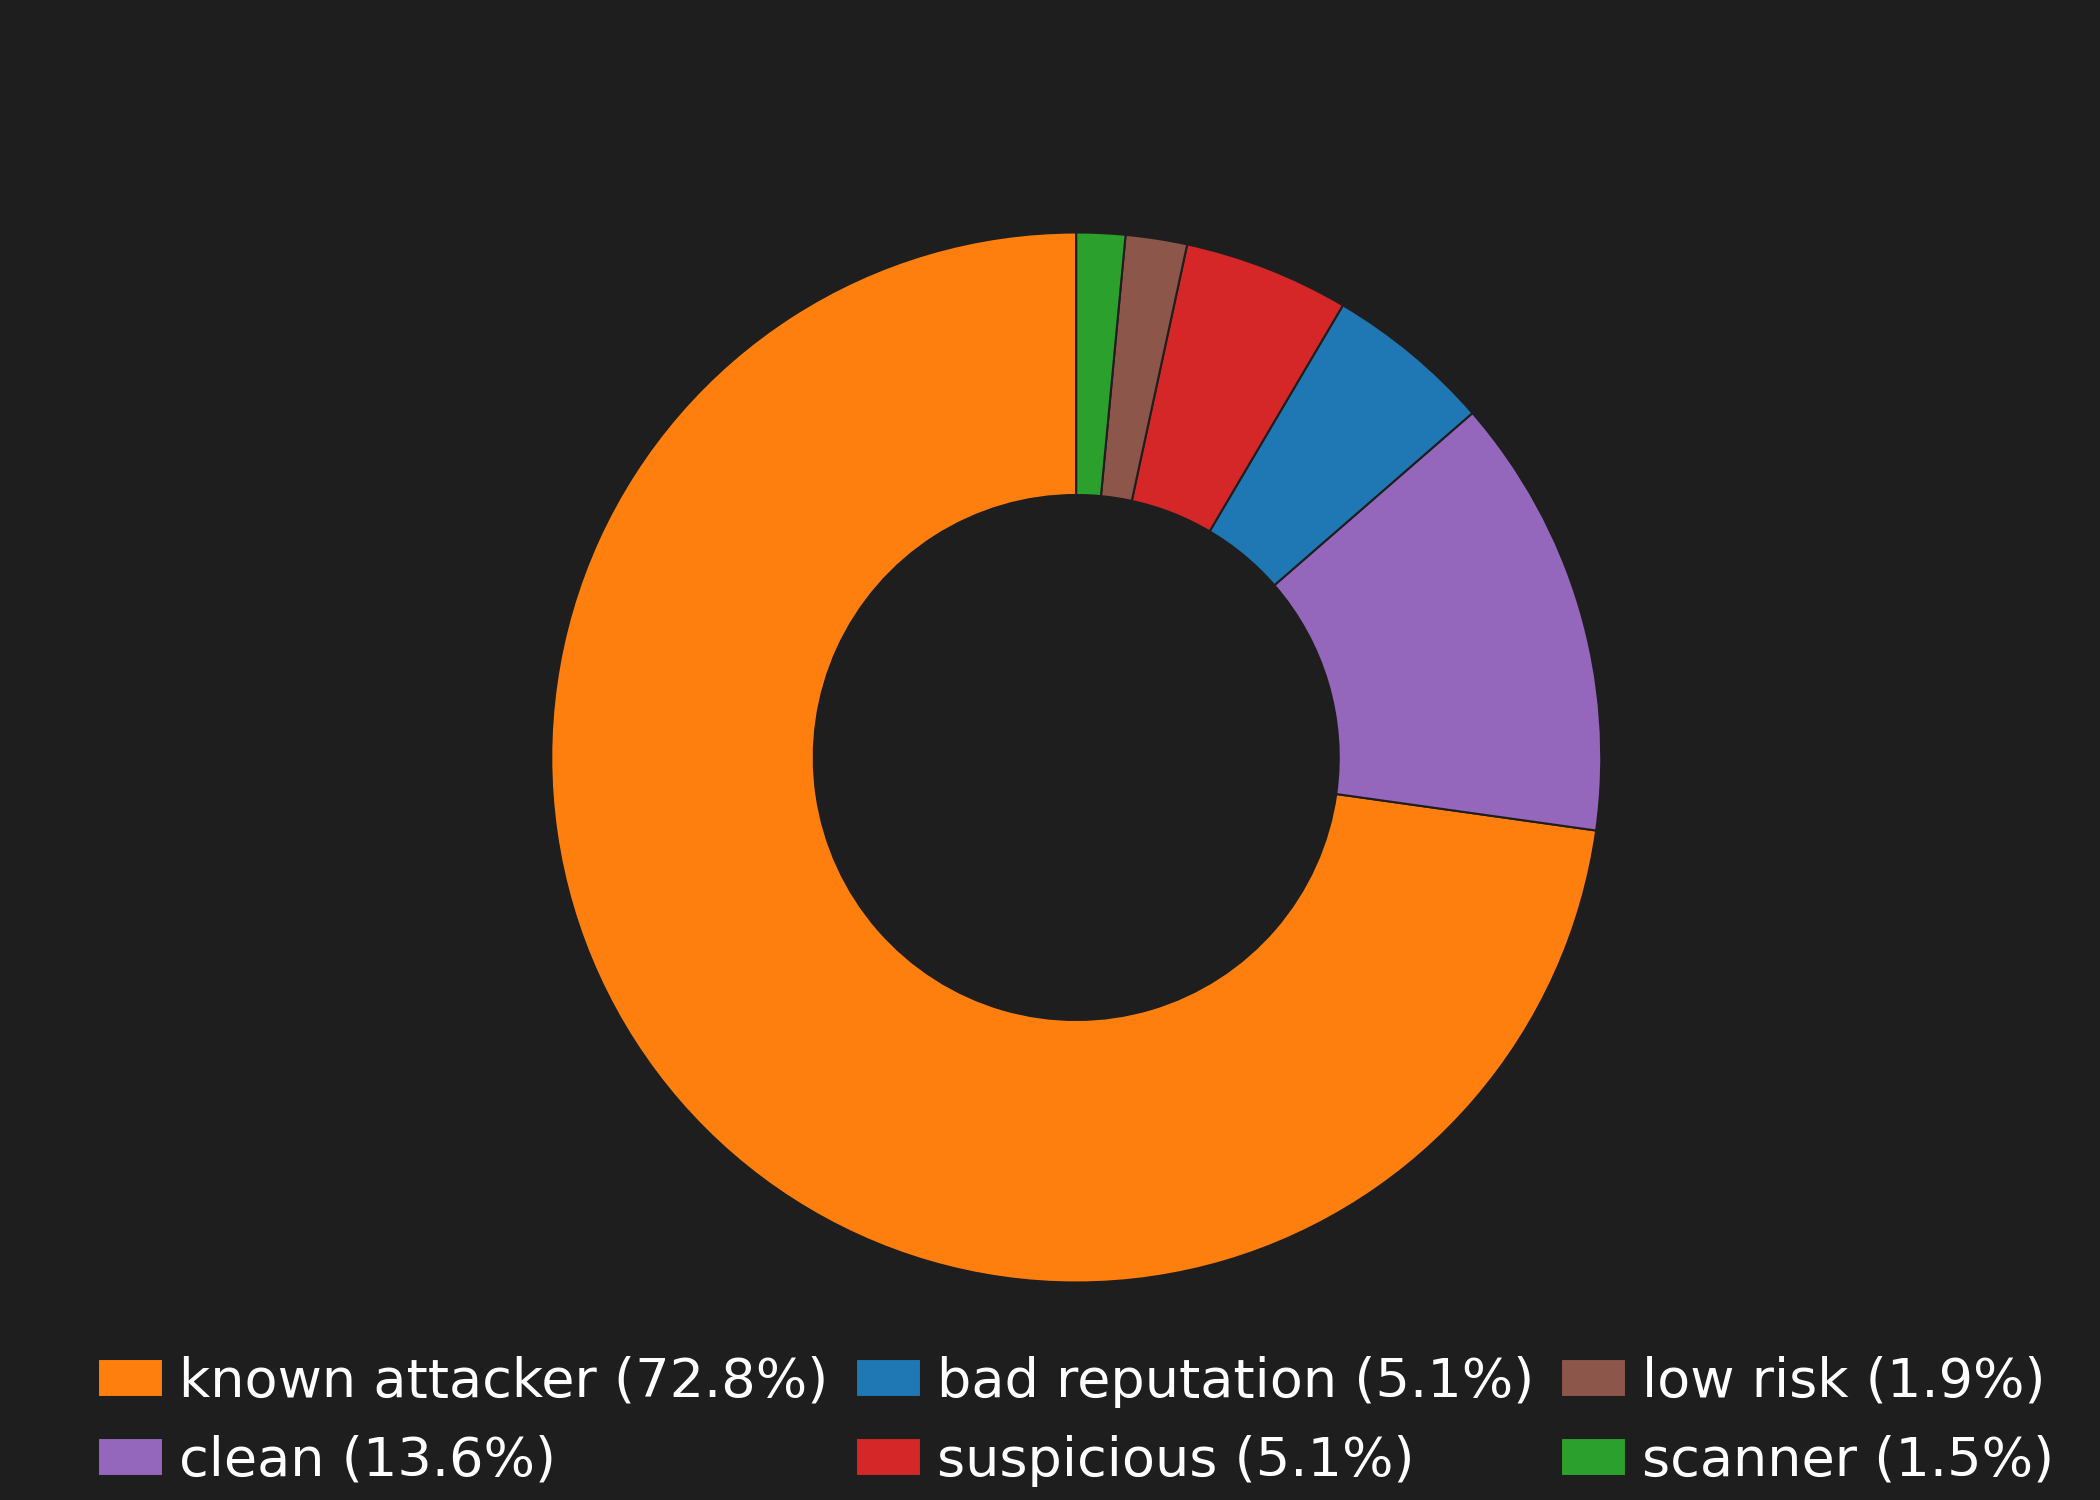 known attacker (72.8%)
clean (13.6%)
bad reputation (5.1%)
suspicious (5.1%)
low risk (1.9%)
scanner (1.5%)